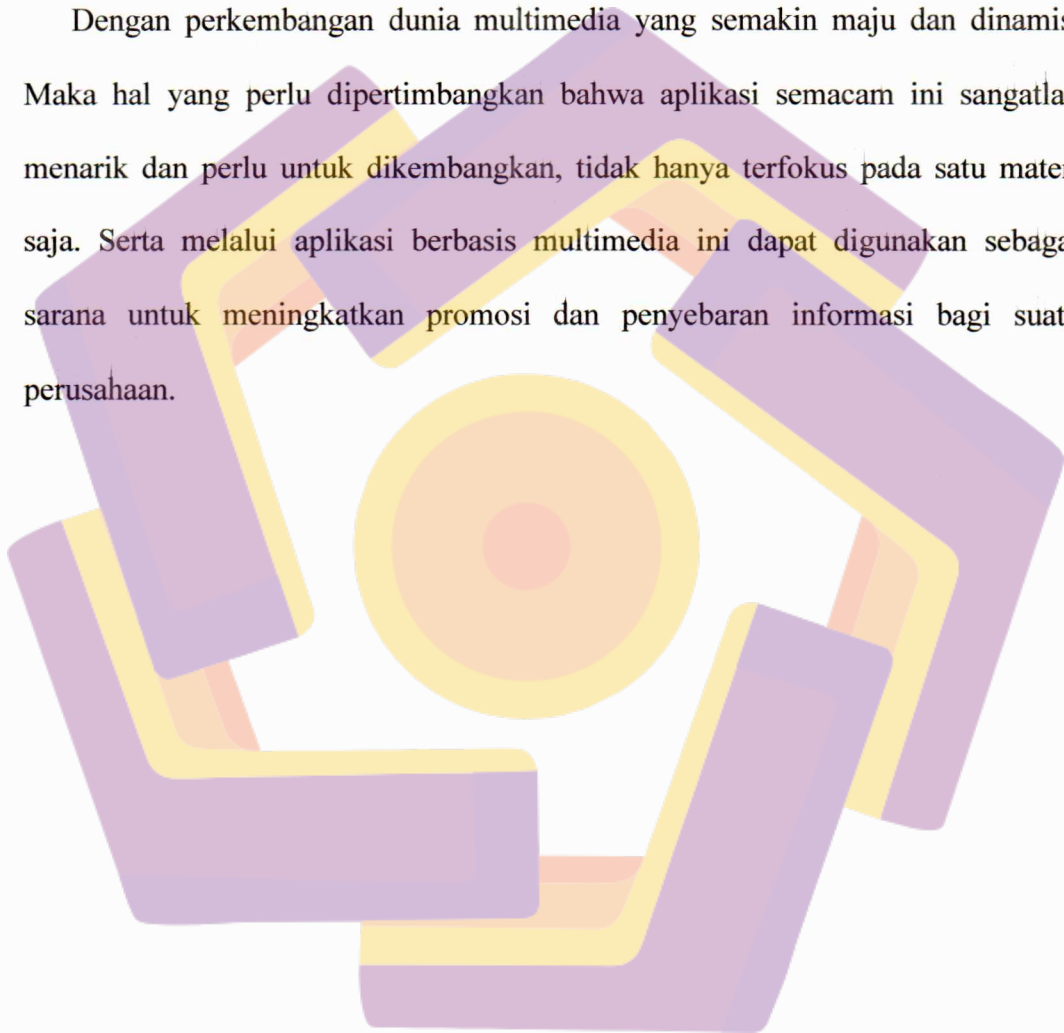 Dengan perkembangan dunia multimedia yang semakin maju dan dinami
Maka hal yang perlu dipertimbangkan bahwa aplikasi semacam ini sangatla
menarik dan perlu untuk dikembangkan, tidak hanya terfokus pada satu mate
saja. Serta melalui aplikasi berbasis multimedia ini dapat digunakan sebaga
sarana untuk meningkatkan promosi dan penyebaran informasi bagi suat
perusahaan.